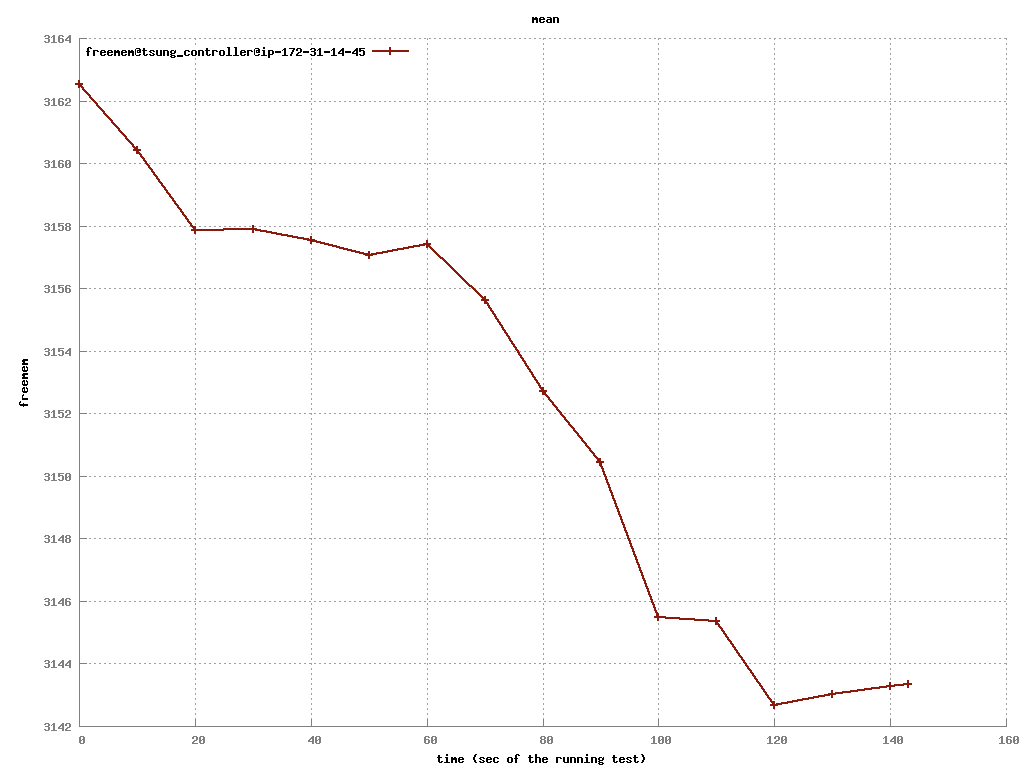 mean
3164
freemem@tsung_controller@ip-172-31-14-45
3162
3160
3158
3156
3154
3152
3150
3148
3146
3144
3142
freemem
0 20 40 60 80 100 120 140 160
time (sec of the running test)